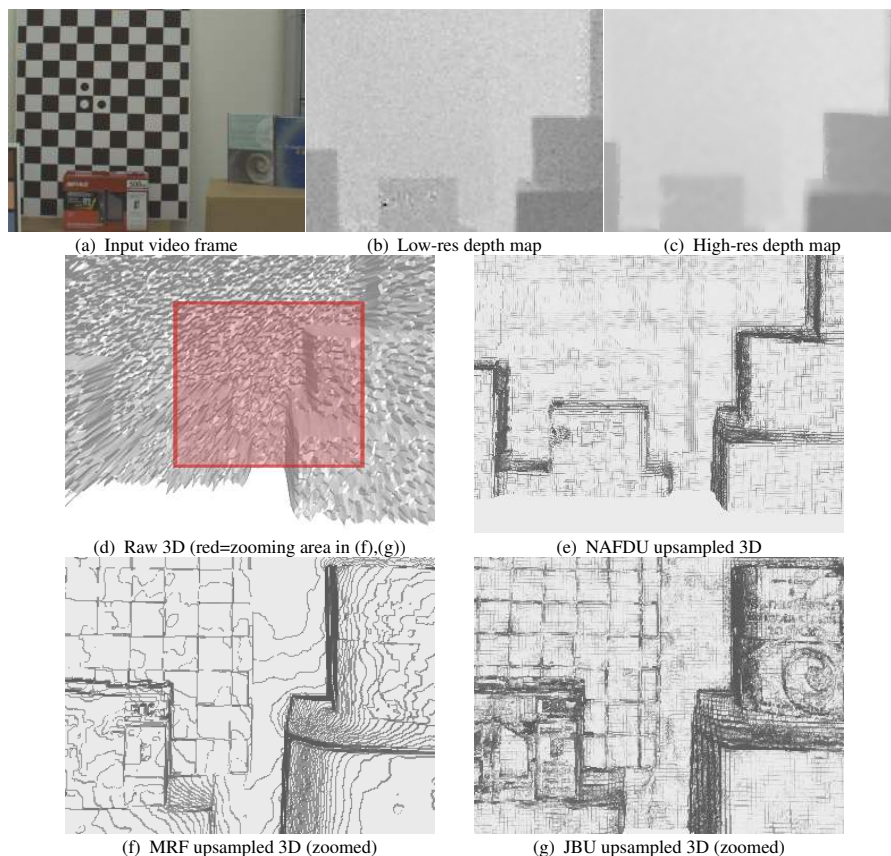 (a) Input video frame
(b) Low-res depth map
(c) High-res depth map
(d) Raw 3D (red=zooming area in (f),(g))
(e) NAFDU upsampled 3D
(f) MRF upsampled 3D (zoomed)
(g) JBU upsampled 3D (zoomed)